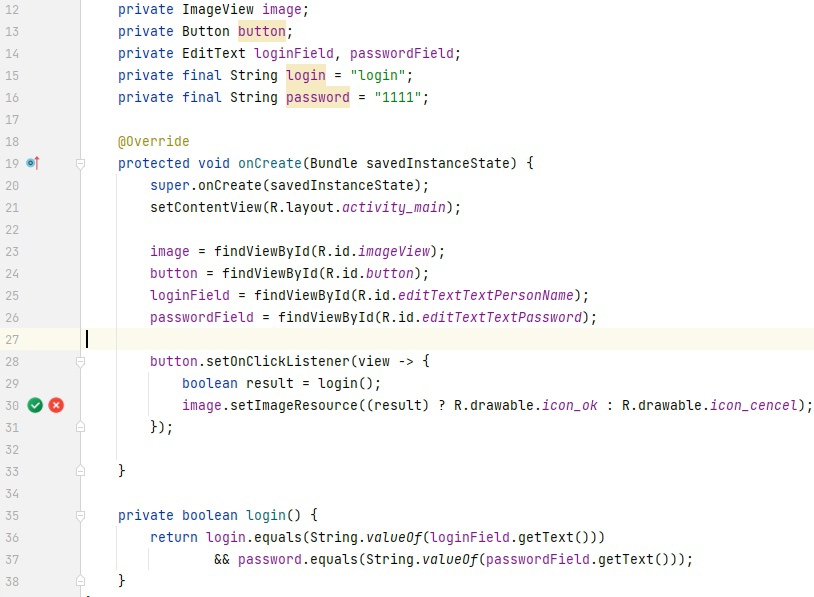 12 private ImageView image;
13 private Button button;
14 private EditText loginField, passwordField;
15 private final String login = "login";
16 private final String password = "1111";
17
18 @Override
19 protected void onCreate(Bundle savedInstanceState) {
20 super.onCreate(savedInstanceState);
21 setContentView(R.layout.activity_main);
22
23 image = findViewById(R.id.imageView);
24 button = findViewById(R.id.button);
25 loginField = findViewById(R.id.editTextTextPersonName);
26 passwordField = findViewById(R.id.editTextTextPassword);
27
28 button.setOnClickListener(view -> {
29 boolean result = login();
30 image.setImageResource((result) ? R.drawable.icon_ok : R.drawable.icon_cencel);
31 });
32
33 }
34
35 private boolean login() {
36 return login.equals(String.valueOf(loginField.getText()))
37 && password.equals(String.valueOf(passwordField.getText()));
38 }